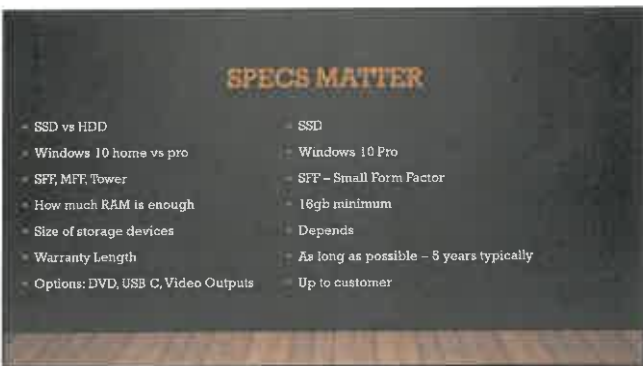 SPECS MATTER
SSD vs HDD
Windows 10 home vs pro
SFF, MFF, Tower
How much RAM is enough
Size of storage devices
Warranty Length
Options: DVD, USB C, Video Outputs
SSD
Windows 10 Pro
SFF – Small Form Factor
16gb minimum
Depends
As long as possible – 5 years typically
Up to customer